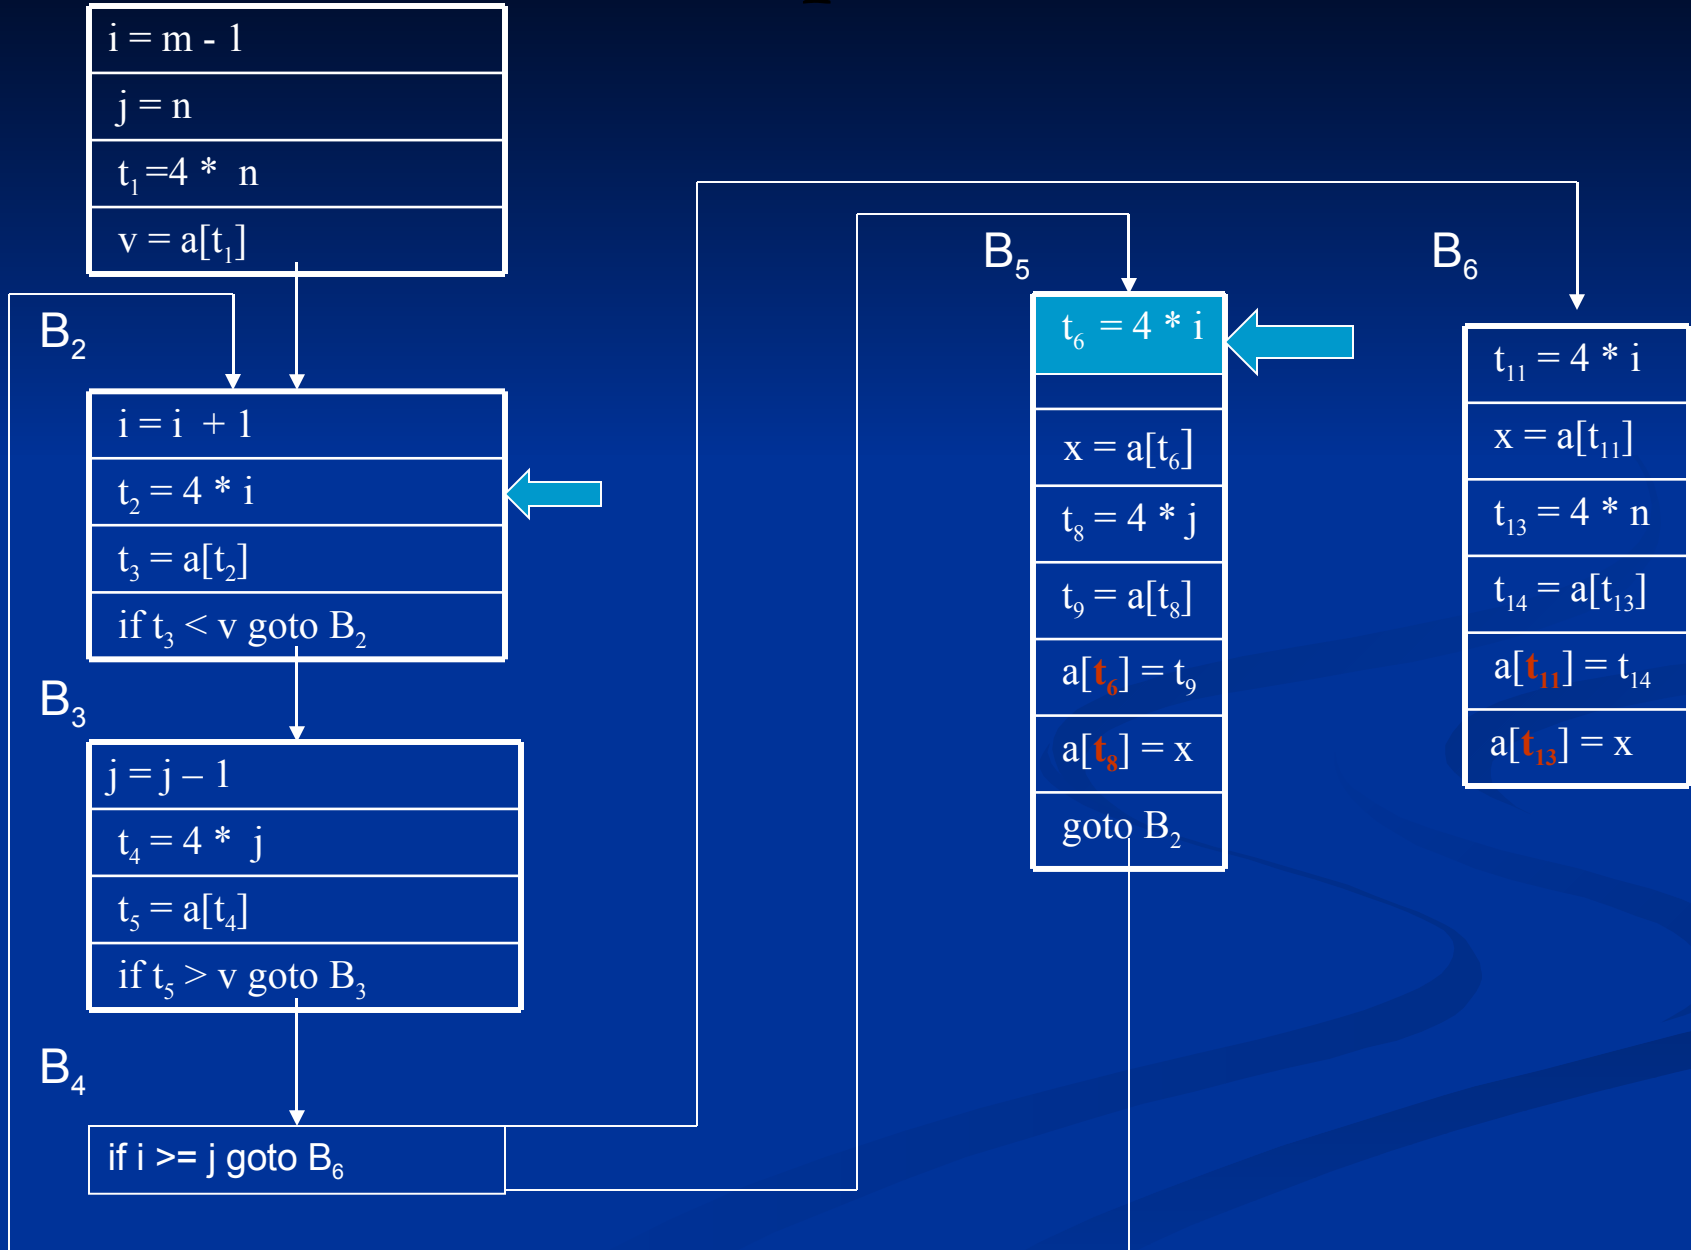 i = m - 1
j = n
t₁=4 * n
v = a[t₁]
B₂
i = i + 1
t₂ = 4 * i
t₃ = a[t₂]
if t₃ < v goto B₂
B₃
j = j – 1
t₄ = 4 * j
t₅ = a[t₄]
if t₅ > v goto B₃
B₄
if i >= j goto B₆
B₅
t₆ = 4 * i
x = a[t₆]
t₈ = 4 * j
t₉ = a[t₈]
a[t₆] = t₉
a[t₈] = x
goto B₂
B₆
t₁₁ = 4 * i
x = a[t₁₁]
t₁₃ = 4 * n
t₁₄ = a[t₁₃]
a[t₁₁] = t₁₄
a[t₁₃] = x